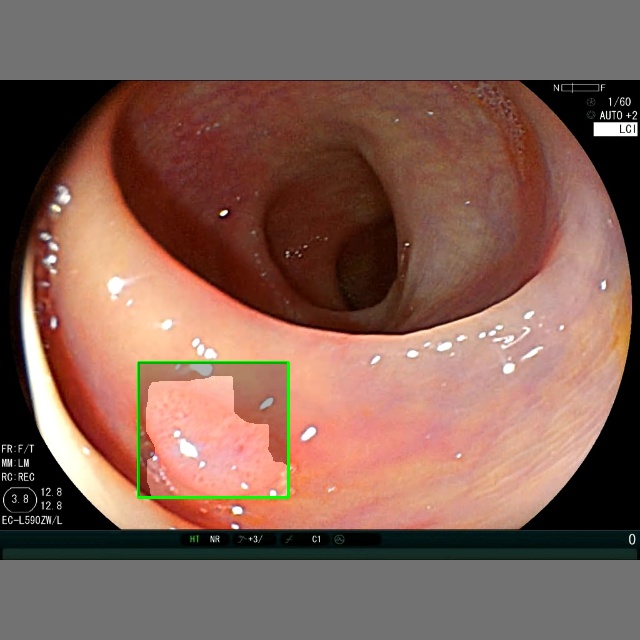 N F
1/60
AUTO +2
LCI
FR:F/T
MM:LM
RC:REC
3.8 12.8
12.8
EC-L590ZW/L
HT NR +3/ C1 0